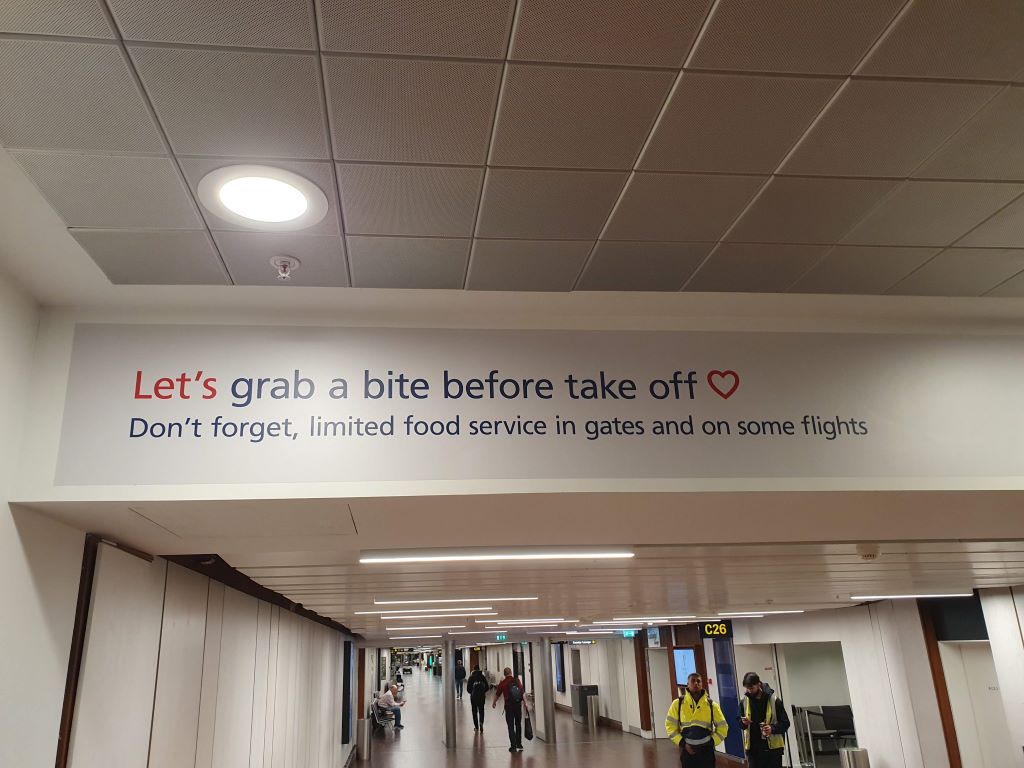 Let's grab a bite before take off
Don't forget, limited food service in gates and on some flights
C26